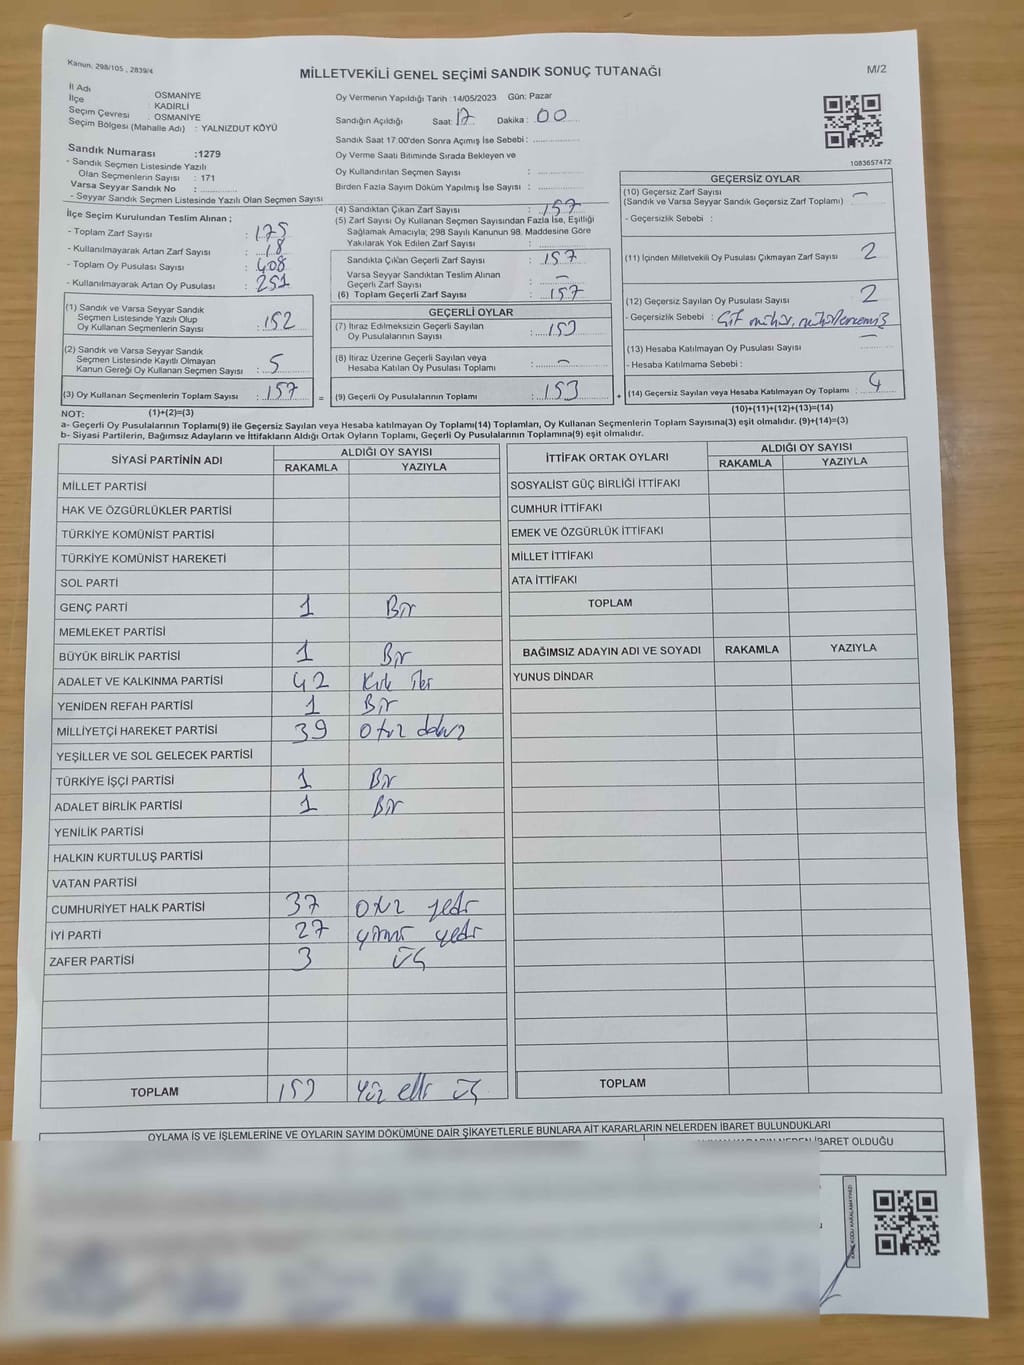 Kanun, 298/105 , 2839/4
MİLLETVEKİLİ GENEL SEÇİMİ SANDIK SONUÇ TUTANAĞI
M/2
İl Adı OSMANİYE
İlçe : KADİRLİ
Seçim Çevresi : OSMANİYE
Seçim Bölgesi (Mahalle Adı) : YALNIZDUT KÖYÜ
Sandık Numarası :1279
- Sandık Seçmen Listesinde Yazılı
Olan Seçmenlerin Sayısı : 171
Varsa Seyyar Sandık No :
- Seyyar Sandık Seçmen Listesinde Yazılı Olan Seçmen Sayısı
İlçe Seçim Kurulundan Teslim Alınan ;
- Toplam Zarf Sayısı : 175
- Kullanılmayarak Artan Zarf Sayısı : 18
- Toplam Oy Pusulası Sayısı : 408
- Kullanılmayarak Artan Oy Pusulası : 251
(1) Sandık ve Varsa Seyyar Sandık
Seçmen Listesinde Yazılı Olup
Oy Kullanan Seçmenlerin Sayısı : 152
(2) Sandık ve Varsa Seyyar Sandık
Seçmen Listesinde Kayıtlı Olmayan
Kanun Gereği Oy Kullanan Seçmen Sayısı : 5
(3) Oy Kullanan Seçmenlerin Toplam Sayısı : 157
Oy Vermenin Yapıldığı Tarih :14/05/2023 Gün: Pazar
Sandığın Açıldığı Saat: 17 Dakika : 00
Sandık Saat 17:00'den Sonra Açımış İse Sebebi :
Oy Verme Saati Bitiminde Sırada Bekleyen ve
Oy Kullandırılan Seçmen Sayısı :
Birden Fazla Sayım Döküm Yapılmış İse Sayısı :
(4) Sandıktan Çıkan Zarf Sayısı : 157
(5) Zarf Sayısı Oy Kullanan Seçmen Sayısından Fazla İse, Eşitliği
Sağlamak Amacıyla; 298 Sayılı Kanunun 98. Maddesine Göre
Yakılarak Yok Edilen Zarf Sayısı :
Sandıkta Çıkan Geçerli Zarf Sayısı : 157
Varsa Seyyar Sandıktan Teslim Alınan
Geçerli Zarf Sayısı : –
(6) Toplam Geçerli Zarf Sayısı : 157
GEÇERLİ OYLAR
(7) İtiraz Edilmeksizin Geçerli Sayılan
Oy Pusulalarının Sayısı : 153
(8) İtiraz Üzerine Geçerli Sayılan veya
Hesaba Katılan Oy Pusulası Toplamı : –
= (9) Geçerli Oy Pusulalarının Toplamı : 153 +
1083657472
GEÇERSİZ OYLAR
(10) Geçersiz Zarf Sayısı –
(Sandık ve Varsa Seyyar Sandık Geçersiz Zarf Toplamı)
- Geçersizlik Sebebi :
(11) İçinden Milletvekili Oy Pusulası Çıkmayan Zarf Sayısı 2
(12) Geçersiz Sayılan Oy Pusulası Sayısı 2
- Geçersizlik Sebebi : Çift mühür, mühürlenmemiş
(13) Hesaba Katılmayan Oy Pusulası Sayısı –
- Hesaba Katılmama Sebebi :
(14) Geçersiz Sayılan veya Hesaba Katılmayan Oy Toplamı : 4
NOT: (1)+(2)=(3)
(10)+(11)+(12)+(13)=(14)
a- Geçerli Oy Pusulalarının Toplamı(9) ile Geçersiz Sayılan veya Hesaba katılmayan Oy Toplamı(14) Toplamları, Oy Kullanan Seçmenlerin Toplam Sayısına(3) eşit olmalıdır. (9)+(14)=(3)
b- Siyasi Partilerin, Bağımsız Adayların ve İttifakların Aldığı Ortak Oyların Toplamı, Geçerli Oy Pusulalarının Toplamına(9) eşit olmalıdır.
SİYASİ PARTİNİN ADI
ALDIĞI OY SAYISI
RAKAMLA YAZIYLA
MİLLET PARTİSİ
HAK VE ÖZGÜRLÜKLER PARTİSİ
TÜRKİYE KOMÜNİST PARTİSİ
TÜRKİYE KOMÜNİST HAREKETİ
SOL PARTİ
GENÇ PARTİ 1 Bir
MEMLEKET PARTİSİ
BÜYÜK BİRLİK PARTİSİ 1 Bir
ADALET VE KALKINMA PARTİSİ 42 Kırk iki
YENİDEN REFAH PARTİSİ 1 Bir
MİLLİYETÇİ HAREKET PARTİSİ 39 Otuz dokuz
YEŞİLLER VE SOL GELECEK PARTİSİ
TÜRKİYE İŞÇİ PARTİSİ 1 Bir
ADALET BİRLİK PARTİSİ 1 Bir
YENİLİK PARTİSİ
HALKIN KURTULUŞ PARTİSİ
VATAN PARTİSİ
CUMHURİYET HALK PARTİSİ 37 otuz yedi
İYİ PARTİ 27 yirmi yedi
ZAFER PARTİSİ 3 üç
TOPLAM 153 Yüz elli üç
İTTİFAK ORTAK OYLARI
ALDIĞI OY SAYISI
RAKAMLA YAZIYLA
SOSYALİST GÜÇ BİRLİĞİ İTTİFAKI
CUMHUR İTTİFAKI
EMEK VE ÖZGÜRLÜK İTTİFAKI
MİLLET İTTİFAKI
ATA İTTİFAKI
TOPLAM
BAĞIMSIZ ADAYIN ADI VE SOYADI RAKAMLA YAZIYLA
YUNUS DİNDAR
TOPLAM
OYLAMA İŞ VE İŞLEMLERİNE VE OYLARIN SAYIM DÖKÜMÜNE DAİR ŞİKAYETLERLE BUNLARA AİT KARARLARIN NELERDEN İBARET BULUNDUKLARI
İBARET OLDUĞU